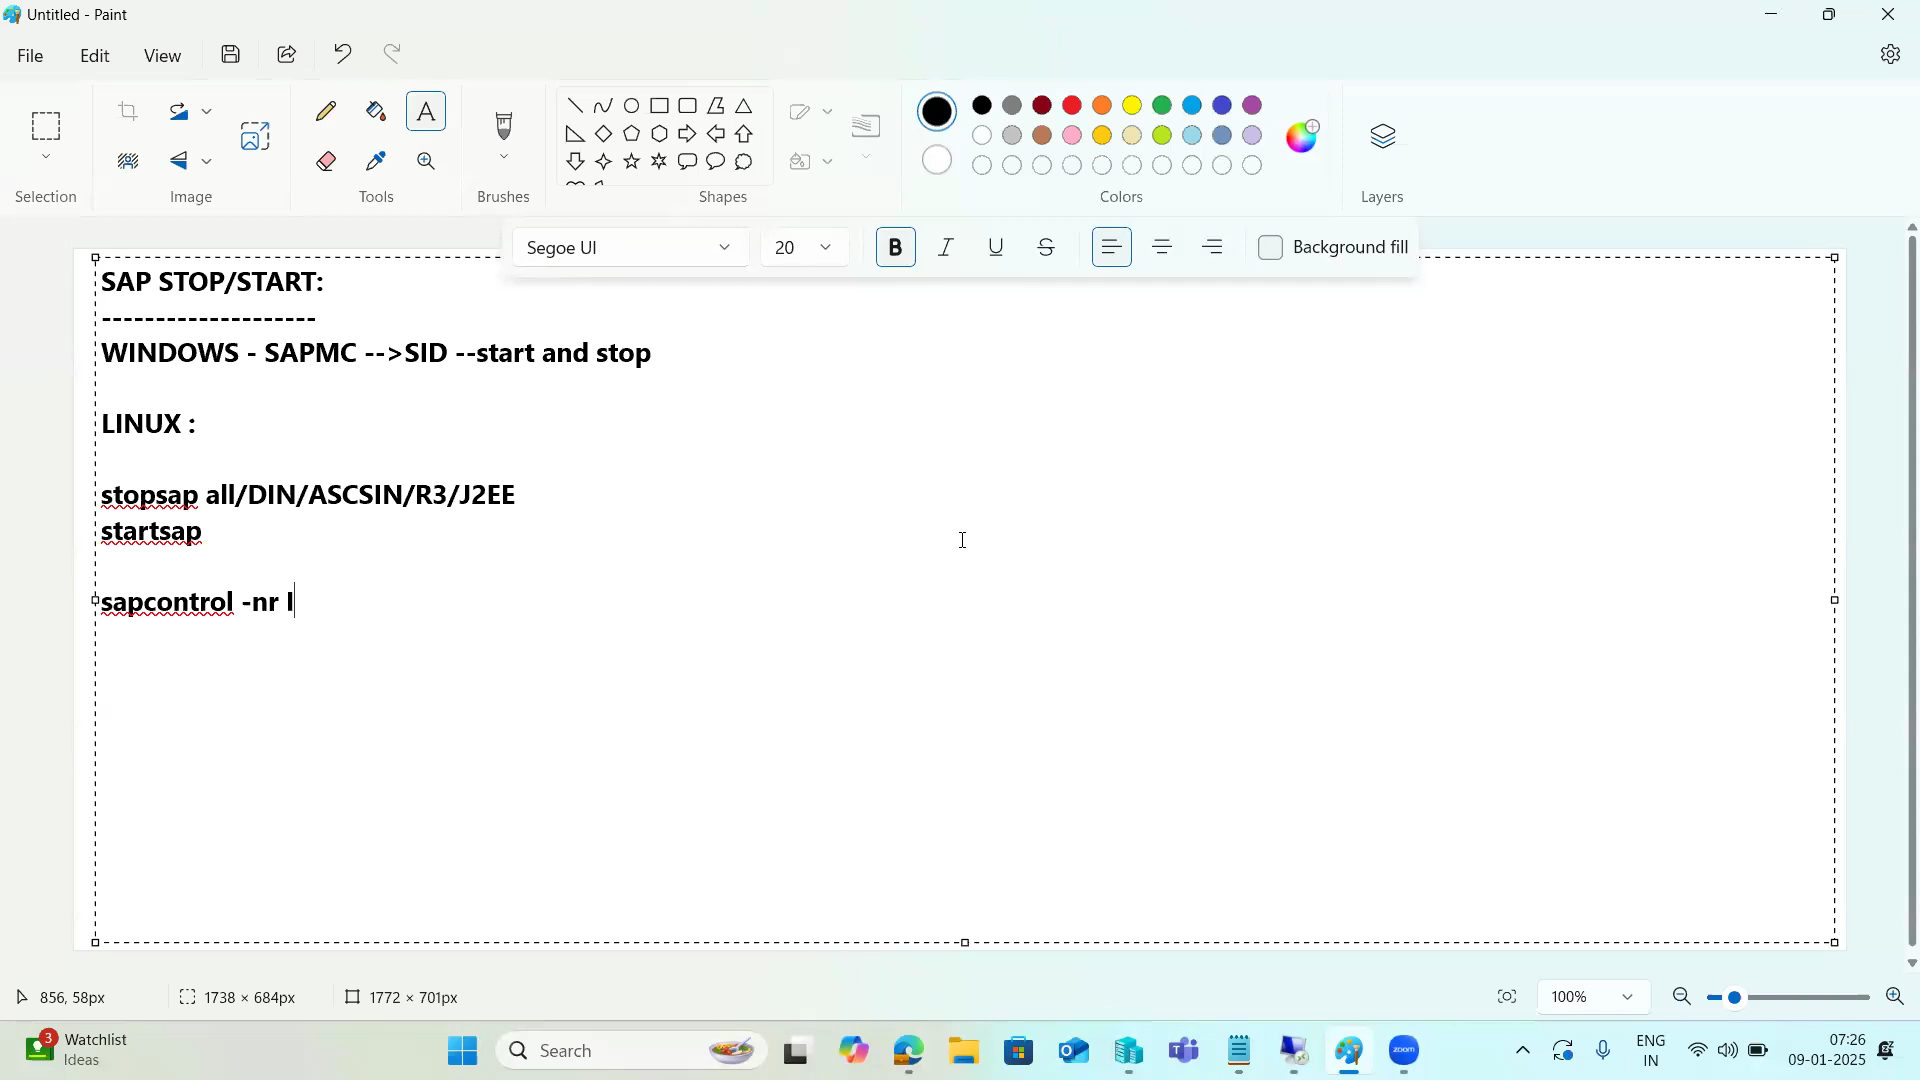 Untitled - Paint
File Edit View
Selection Image Tools Brushes Shapes Colors Layers
Segoe UI 20 B I U S Background fill
SAP STOP/START:
--------------------
WINDOWS - SAPMC -->SID --start and stop
LINUX :
stopsap all/DIN/ASCSIN/R3/J2EE
startsap
sapcontrol -nr I
856, 58px 1738 × 684px 1772 × 701px 100%
3 Watchlist
Ideas
Search
zoom
ENG
IN
07:26
09-01-2025